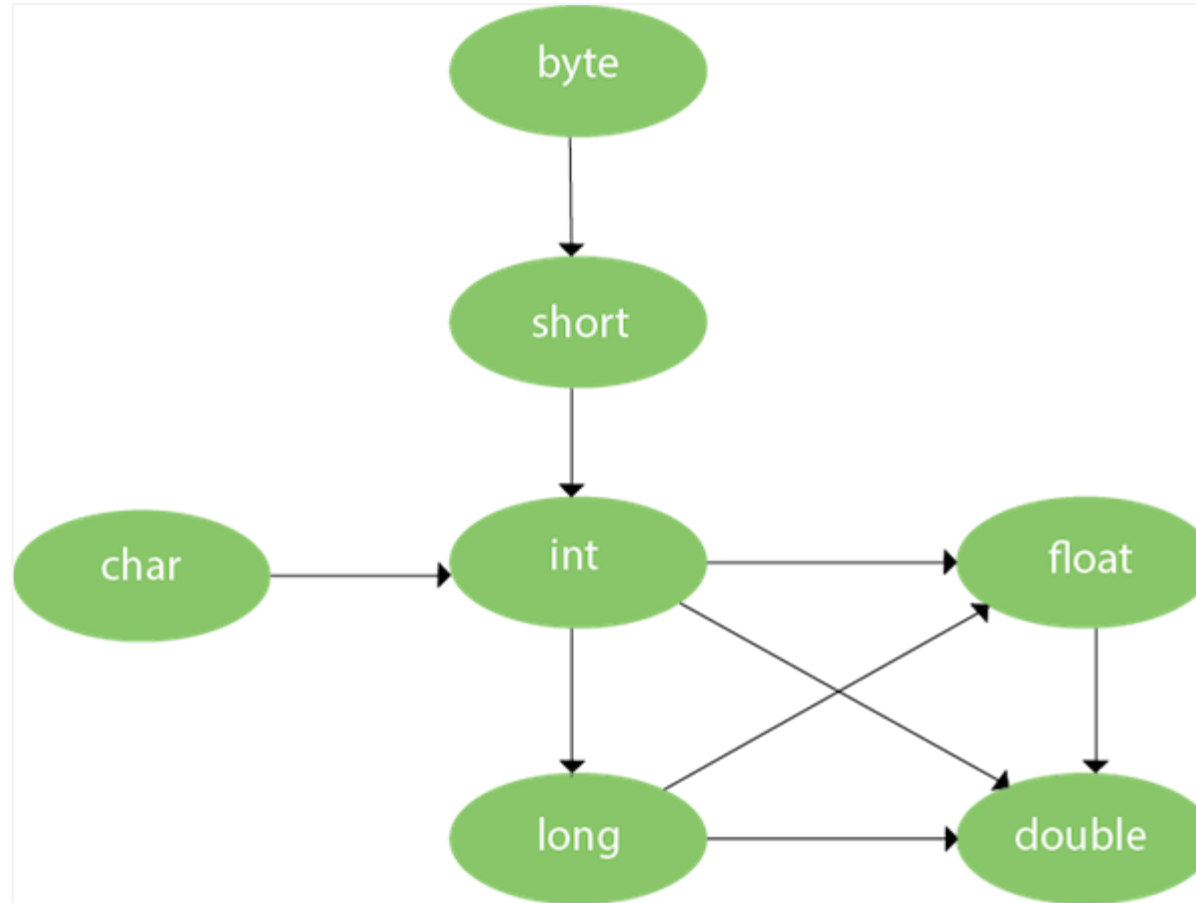 byte
short
char
int
float
long
double